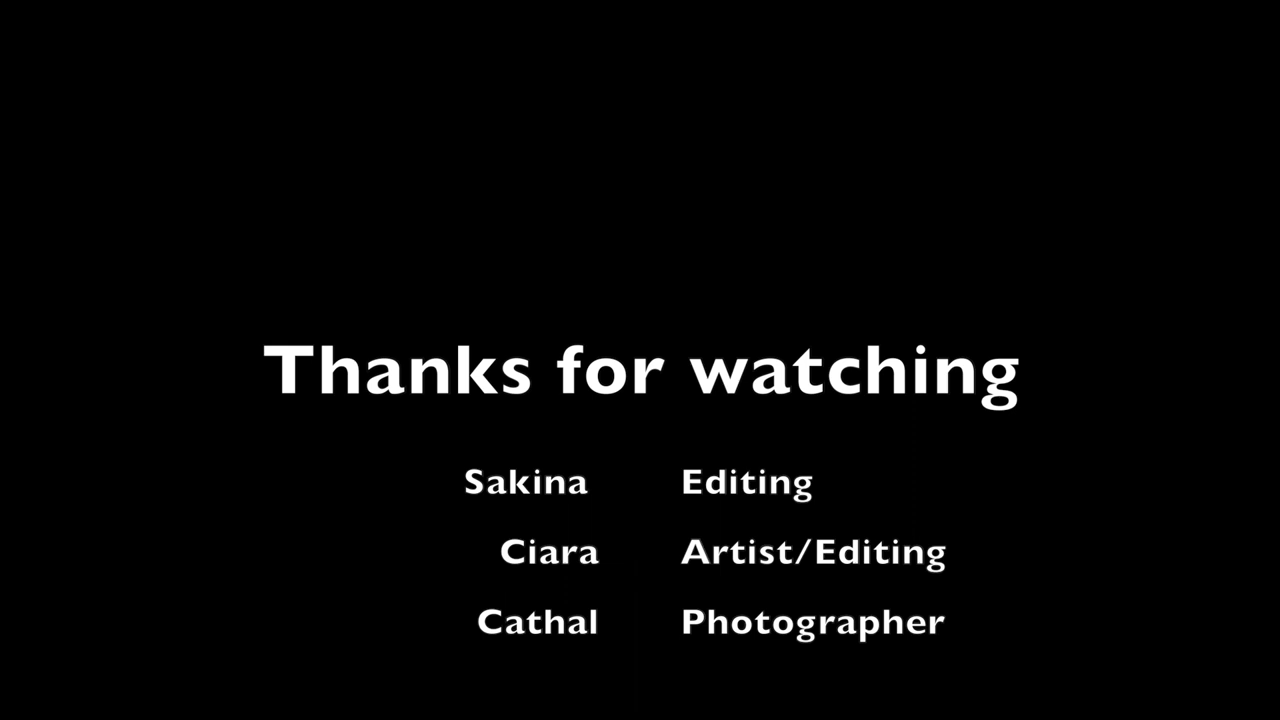 Thanks for watching
Sakina Editing
Ciara Artist/Editing
Cathal Photographer